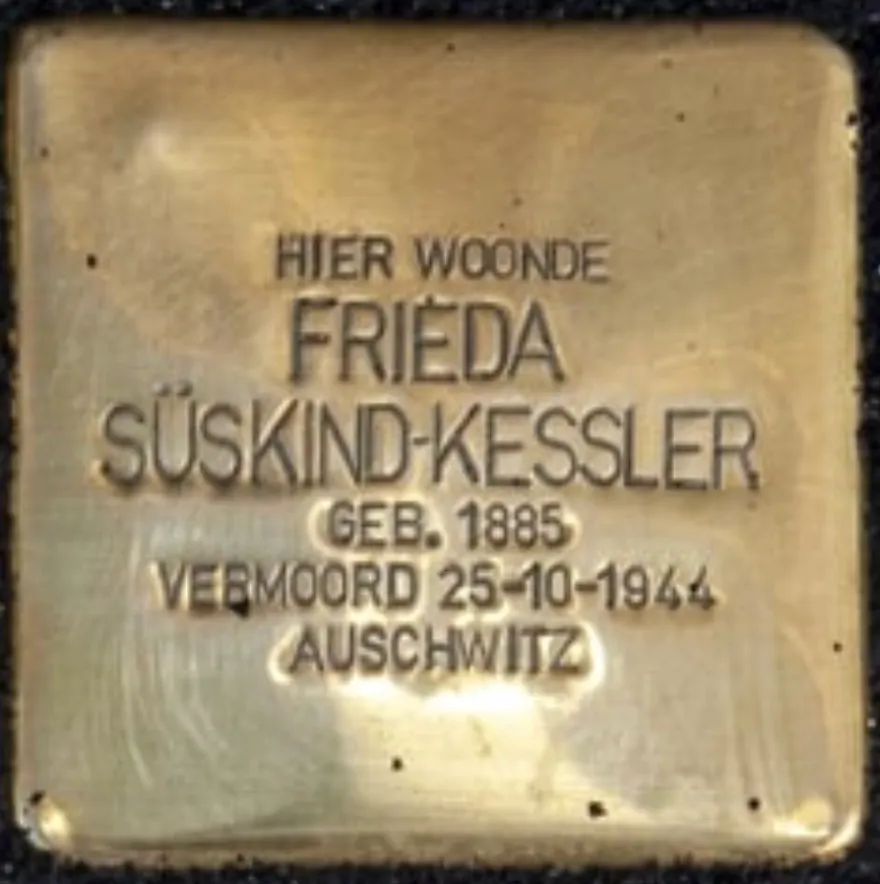 HIER WOONDE
FRIEDA
SÜSKIND-KESSLER
GEB. 1885
VERMOORD 25-10-1944
AUSCHWITZ